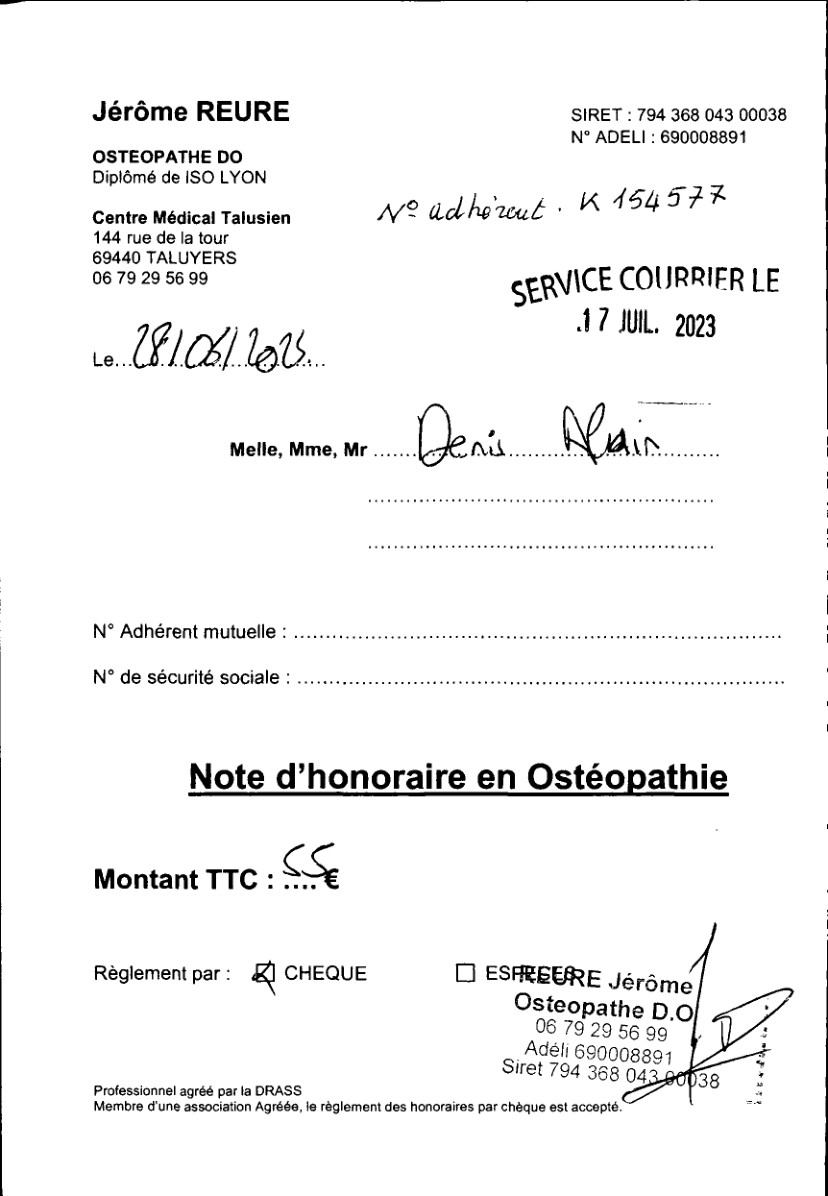 Jérôme REURE
SIRET : 794 368 043 00038
N° ADELI : 690008891
OSTEOPATHE DO
Diplômé de ISO LYON
N° adhérent . K 154577
Centre Médical Talusien
144 rue de la tour
69440 TALUYERS
06 79 29 56 99
SERVICE COURRIER LE
17 JUIL. 2023
Le...28/06/2023...
Melle, Mme, Mr ...... Denis Alain
N° Adhérent mutuelle :
N° de sécurité sociale :
Note d'honoraire en Ostéopathie
Montant TTC : 55 €
Règlement par : ☒ CHEQUE ☐ ESPECES
REURE Jérôme
Osteopathe D.O
06 79 29 56 99
Adéli 690008891
Siret 794 368 043 00038
Professionnel agréé par la DRASS
Membre d'une association Agréée, le règlement des honoraires par chèque est accepté.